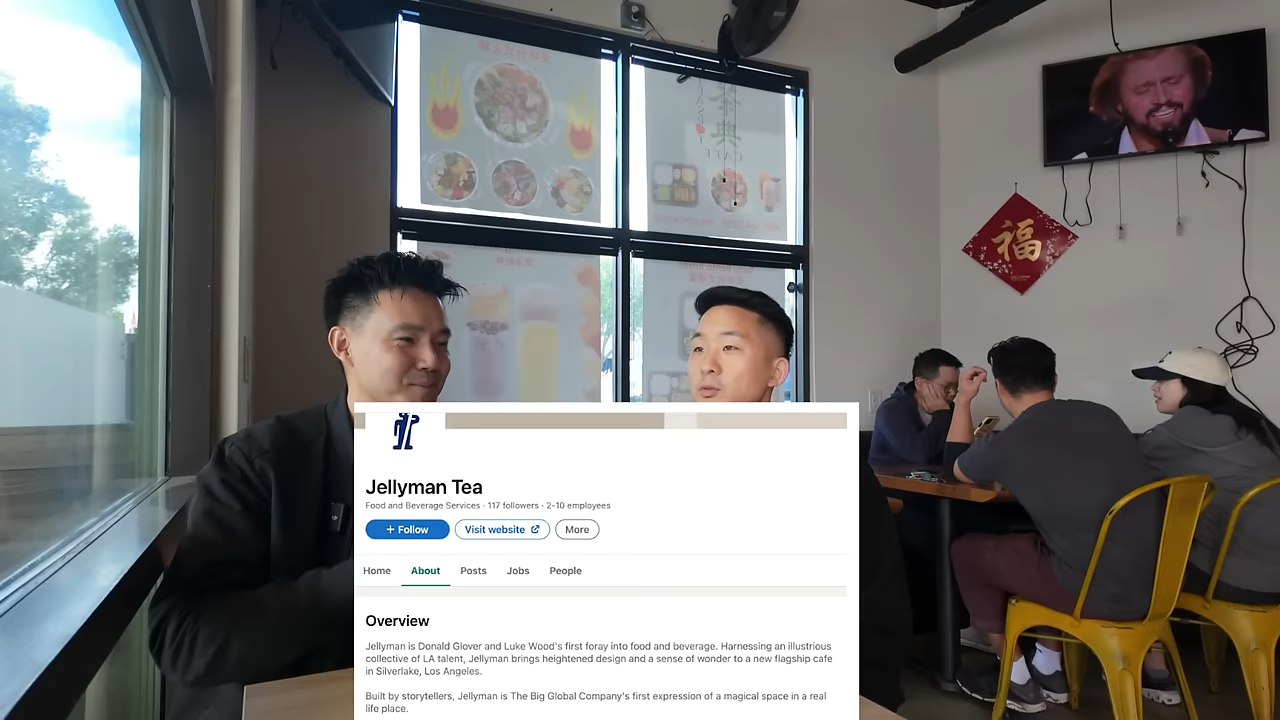 茶典
CAFE
福
Jellyman Tea
Food and Beverage Services · 117 followers · 2-10 employees
+ Follow
Visit website
More
Home
About
Posts
Jobs
People
Overview
Jellyman is Donald Glover and Luke Wood's first foray into food and beverage. Harnessing an illustrious
collective of LA talent, Jellyman brings heightened design and a sense of wonder to a new flagship cafe
in Silverlake, Los Angeles.
Built by storytellers, Jellyman is The Big Global Company's first expression of a magical space in a real
life place.